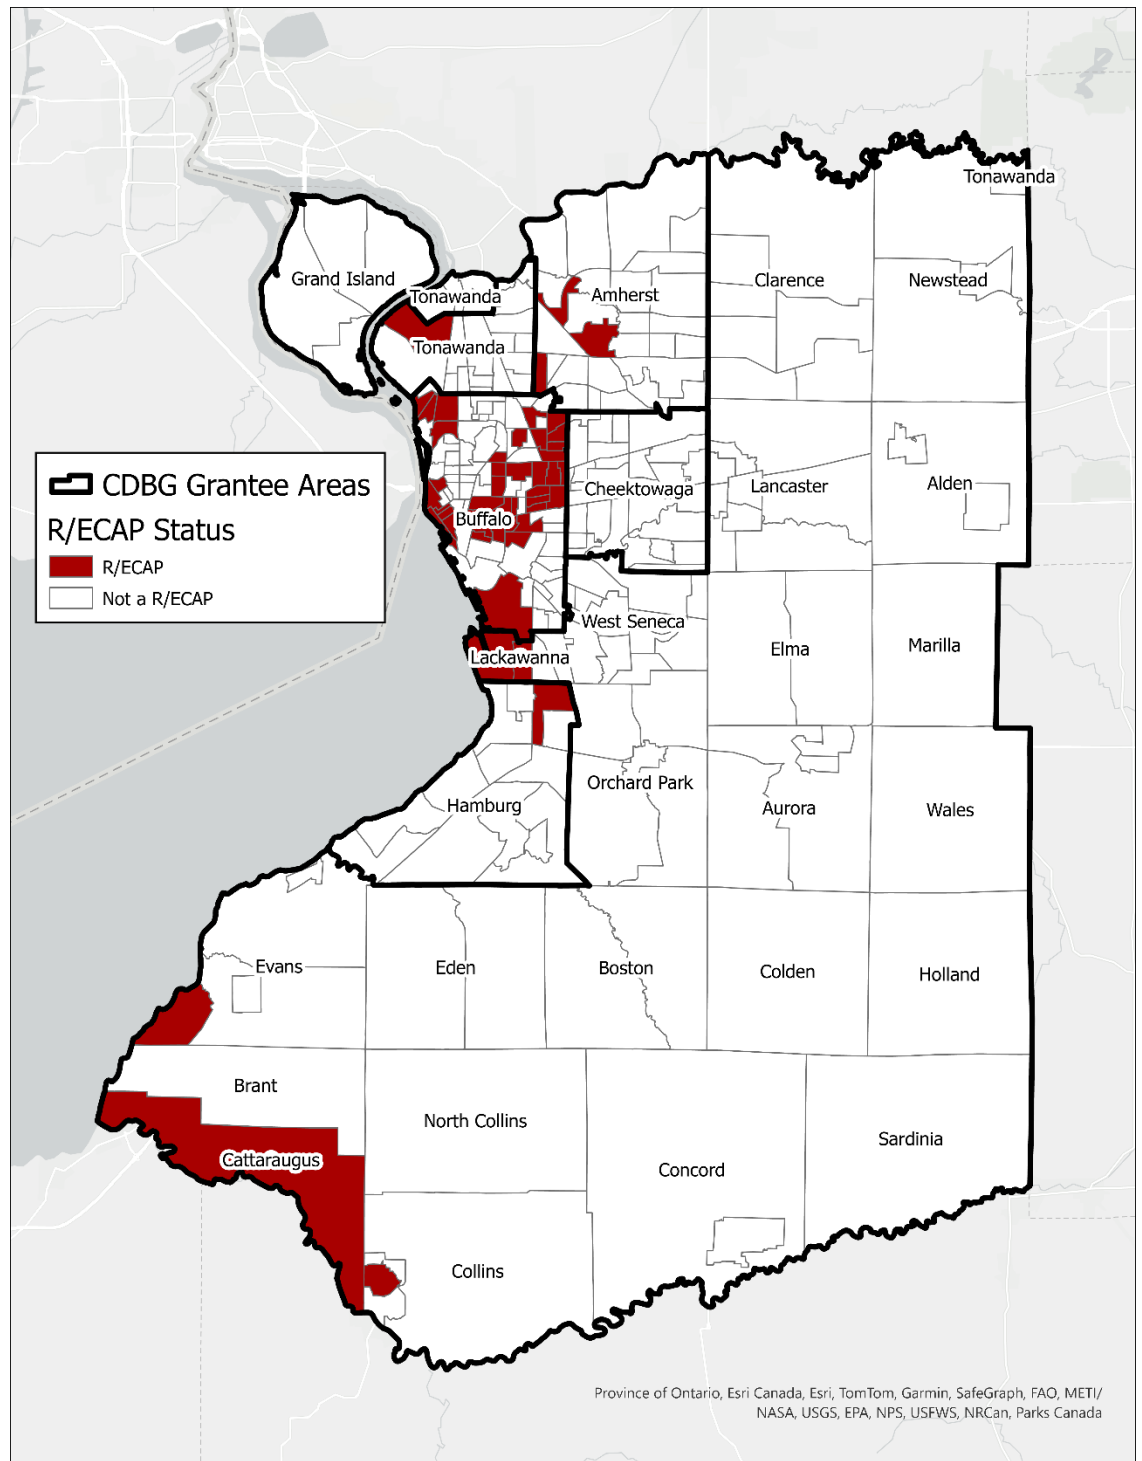 Tonawanda
Grand Island
Clarence
Newstead
Tonawanda
Amherst
Tonawanda
CDBG Grantee Areas
R/ECAP Status
R/ECAP
Not a R/ECAP
Cheektowaga
Lancaster
Alden
Buffalo
West Seneca
Elma
Marilla
Lackawanna
Orchard Park
Hamburg
Aurora
Wales
Evans
Eden
Boston
Colden
Holland
Brant
North Collins
Sardinia
Cattaraugus
Concord
Collins
Province of Ontario, Esri Canada, Esri, TomTom, Garmin, SafeGraph, FAO, METI/
NASA, USGS, EPA, NPS, USFWS, NRCan, Parks Canada